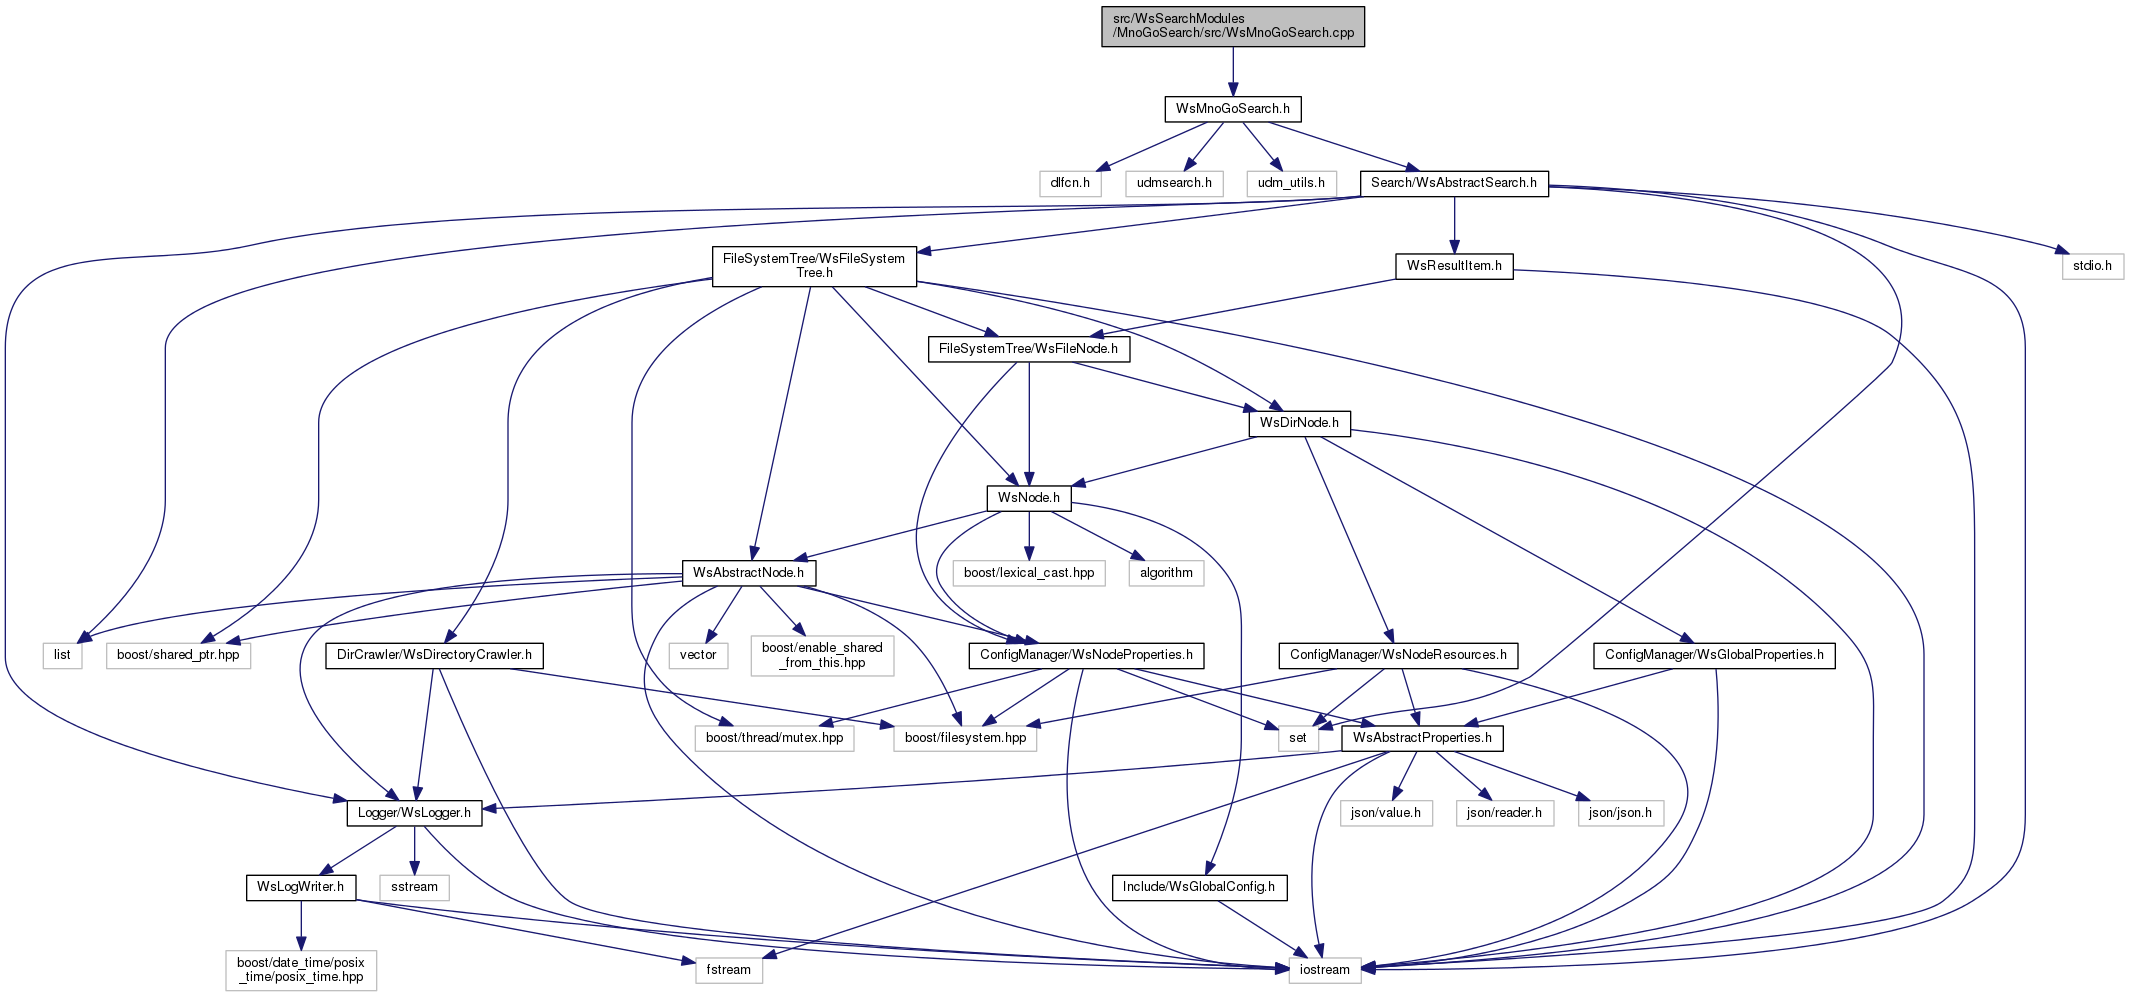 src/WsSearchModules
/MnoGoSearch/src/WsMnoGoSearch.cpp
WsMnoGoSearch.h
dlfcn.h
udmsearch.h
udm_utils.h
Search/WsAbstractSearch.h
FileSystemTree/WsFileSystem
Tree.h
WsResultItem.h
stdio.h
FileSystemTree/WsFileNode.h
WsDirNode.h
WsNode.h
WsAbstractNode.h
boost/lexical_cast.hpp
algorithm
list
boost/shared_ptr.hpp
DirCrawler/WsDirectoryCrawler.h
vector
boost/enable_shared
_from_this.hpp
ConfigManager/WsNodeProperties.h
ConfigManager/WsNodeResources.h
ConfigManager/WsGlobalProperties.h
boost/thread/mutex.hpp
boost/filesystem.hpp
set
WsAbstractProperties.h
Logger/WsLogger.h
json/value.h
json/reader.h
json/json.h
WsLogWriter.h
sstream
Include/WsGlobalConfig.h
boost/date_time/posix
_time/posix_time.hpp
fstream
iostream